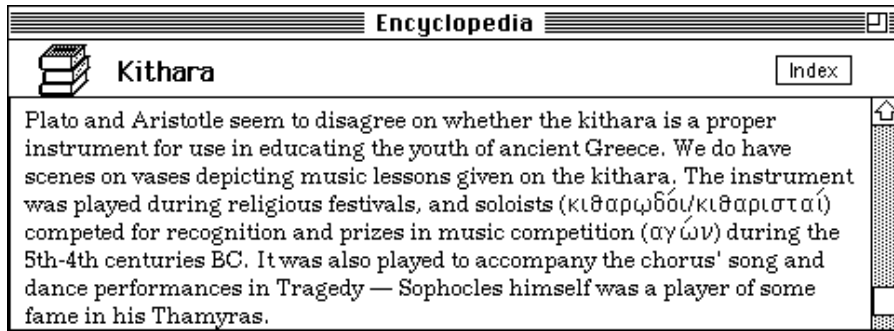 Encyclopedia
Kithara
Index
Plato and Aristotle seem to disagree on whether the kithara is a proper
instrument for use in educating the youth of ancient Greece. We do have
scenes on vases depicting music lessons given on the kithara. The instrument
was played during religious festivals, and soloists (κιθαρῳδόι/κιθαρισταί)
competed for recognition and prizes in music competition (αγών) during the
5th-4th centuries BC. It was also played to accompany the chorus' song and
dance performances in Tragedy — Sophocles himself was a player of some
fame in his Thamyras.